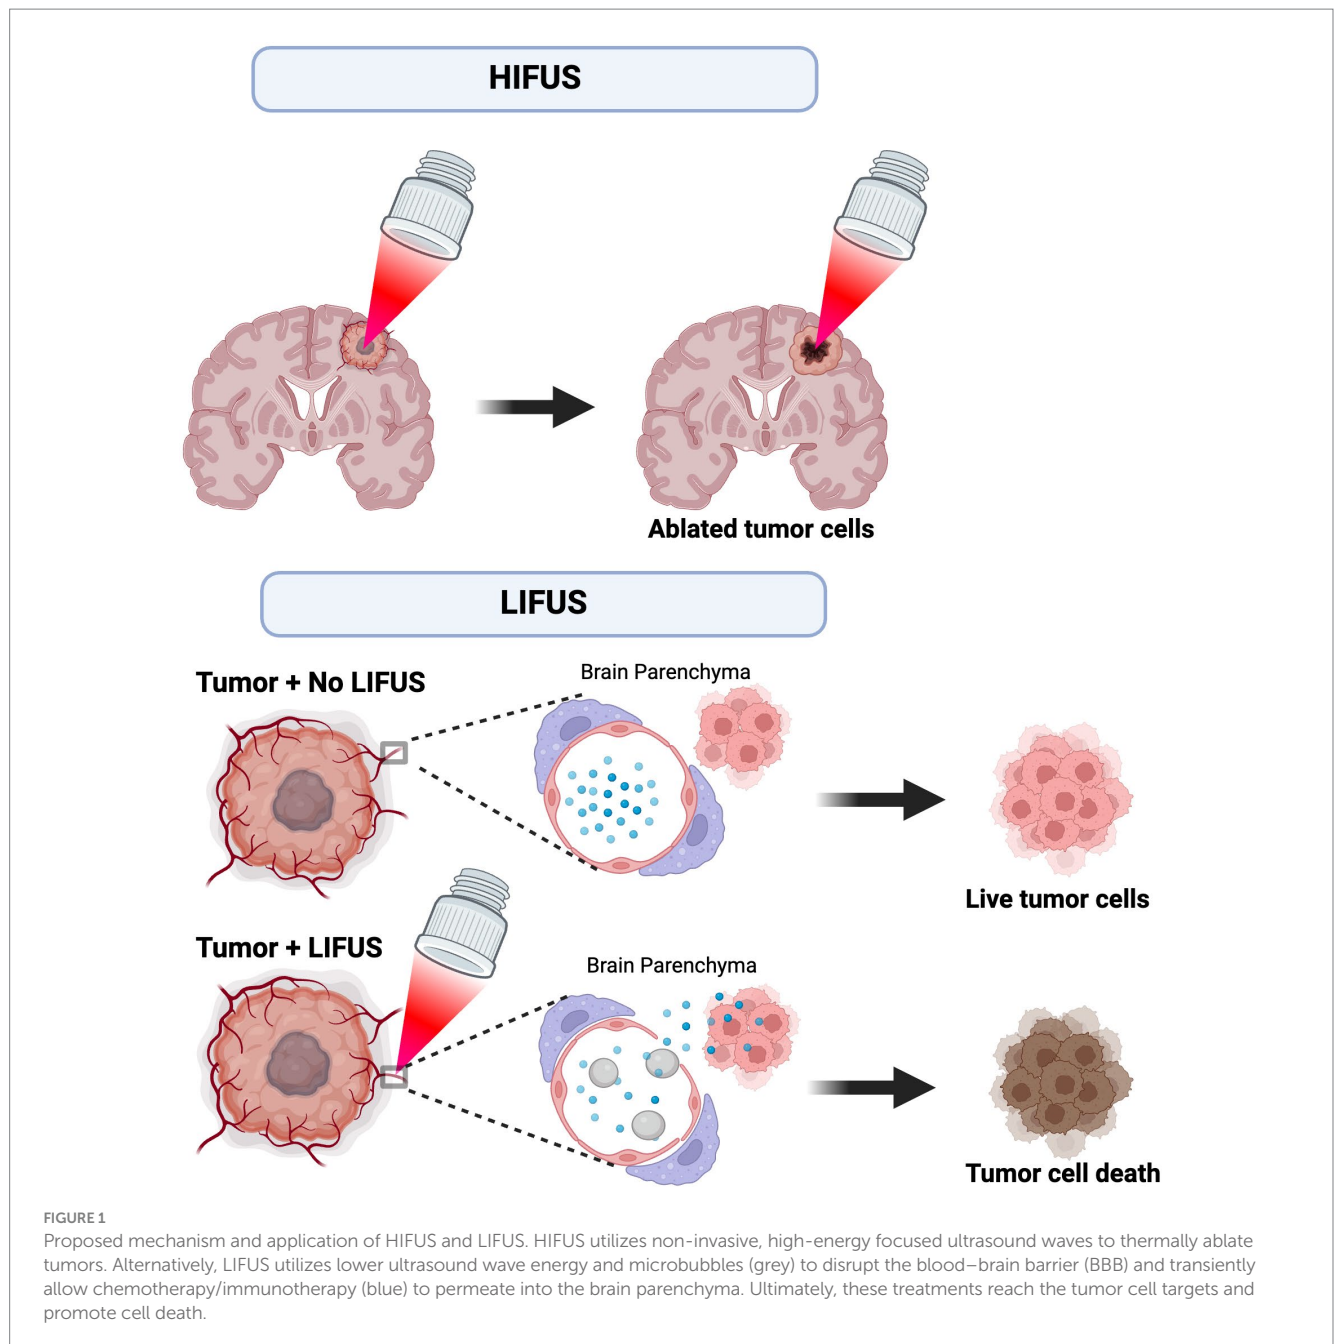 HIFUS
Ablated tumor cells
LIFUS
Tumor + No LIFUS
Brain Parenchyma
Live tumor cells
Tumor + LIFUS
Brain Parenchyma
Tumor cell death
FIGURE 1
Proposed mechanism and application of HIFUS and LIFUS. HIFUS utilizes non-invasive, high-energy focused ultrasound waves to thermally ablate
tumors. Alternatively, LIFUS utilizes lower ultrasound wave energy and microbubbles (grey) to disrupt the blood–brain barrier (BBB) and transiently
allow chemotherapy/immunotherapy (blue) to permeate into the brain parenchyma. Ultimately, these treatments reach the tumor cell targets and
promote cell death.